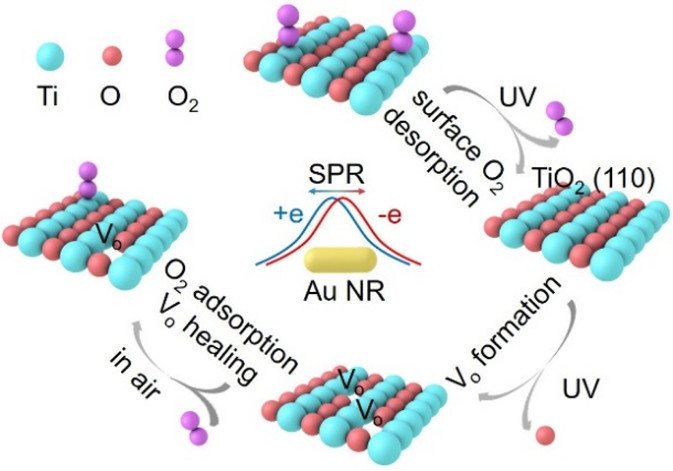 Ti O O₂
UV
surface O₂
desorption
TiO₂ (110)
SPR
+e -e
Au NR
Vₒ
O₂ adsorption
Vₒ healing
in air
Vₒ
Vₒ
Vₒ formation
UV